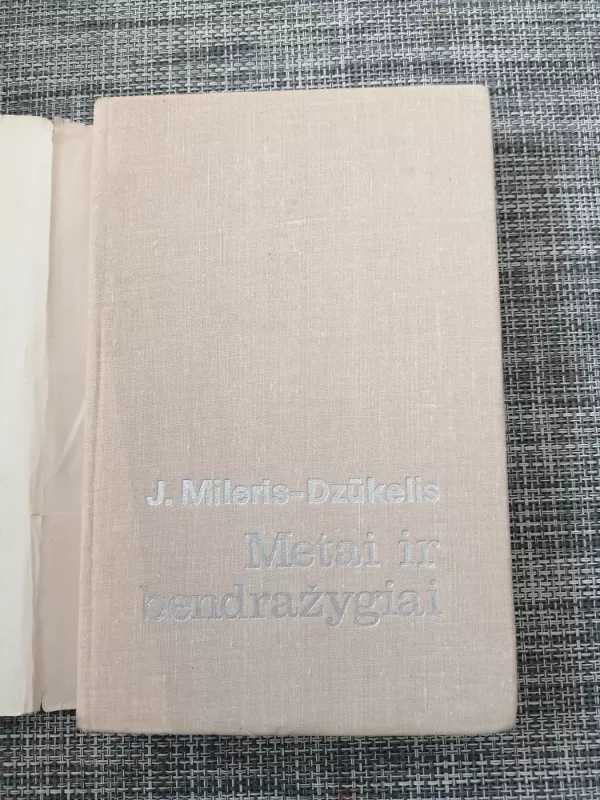 J. Mileris-Dzūkelis
Metai ir
bendražygiai